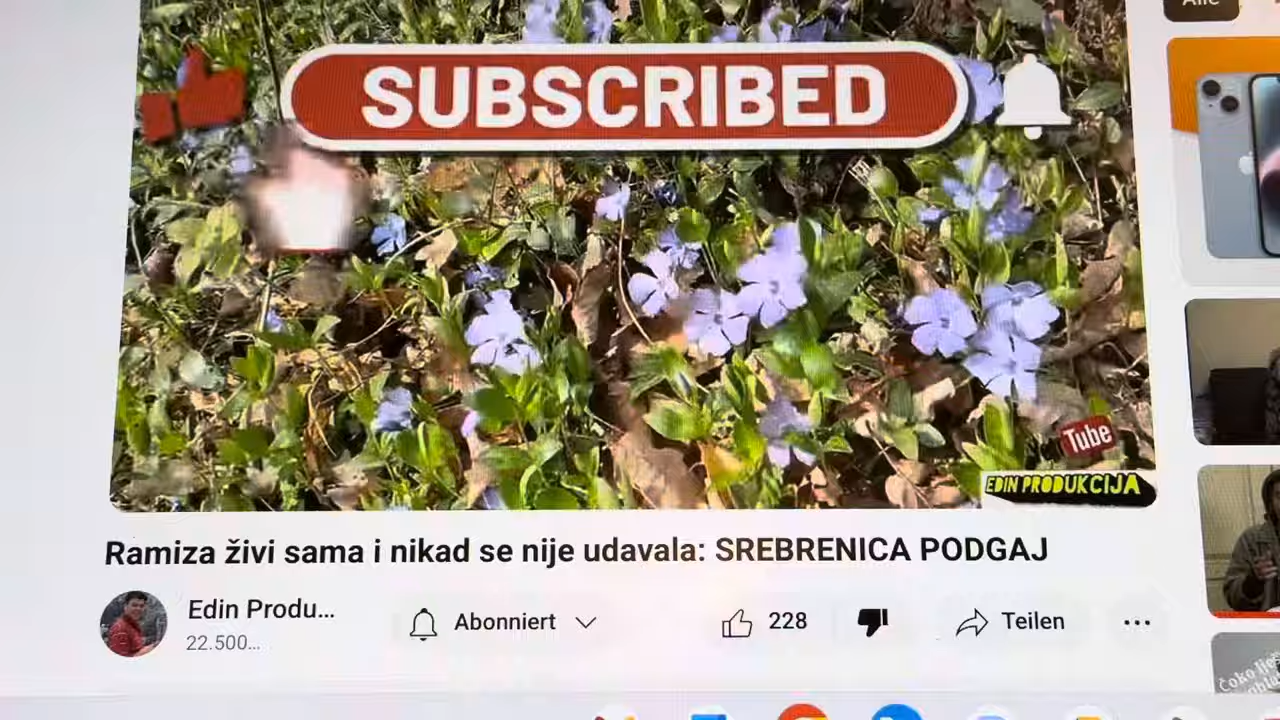 Alle
SUBSCRIBED
Tube
EDIN PRODUKCIJA
Ramiza živi sama i nikad se nije udavala: SREBRENICA PODGAJ
Edin Produ...
22.500...
Abonniert
228
Teilen